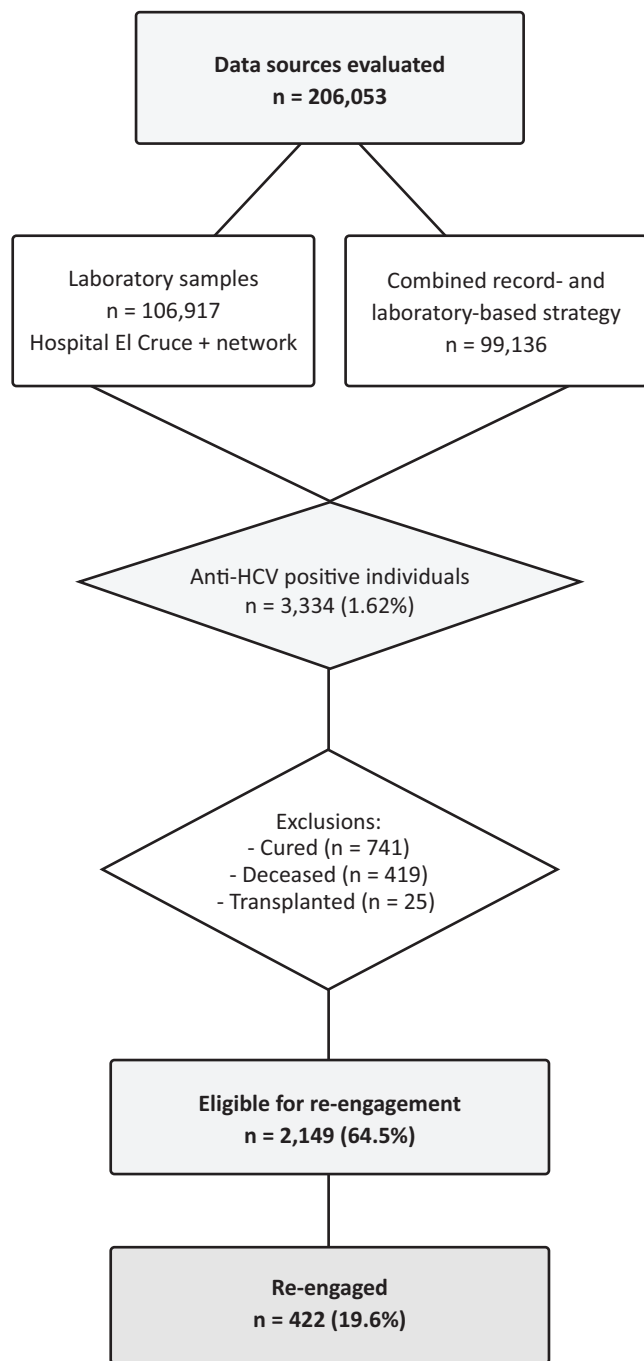 Data sources evaluated
n = 206,053
Laboratory samples
n = 106,917
Hospital El Cruce + network
Combined record- and
laboratory-based strategy
n = 99,136
Anti-HCV positive individuals
n = 3,334 (1.62%)
Exclusions:
- Cured (n = 741)
- Deceased (n = 419)
- Transplanted (n = 25)
Eligible for re-engagement
n = 2,149 (64.5%)
Re-engaged
n = 422 (19.6%)